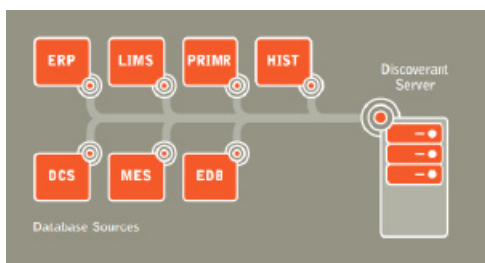 ERP LIMS PRIMR HIST
Discoverant
Server
DCS MES EDB
Database Sources